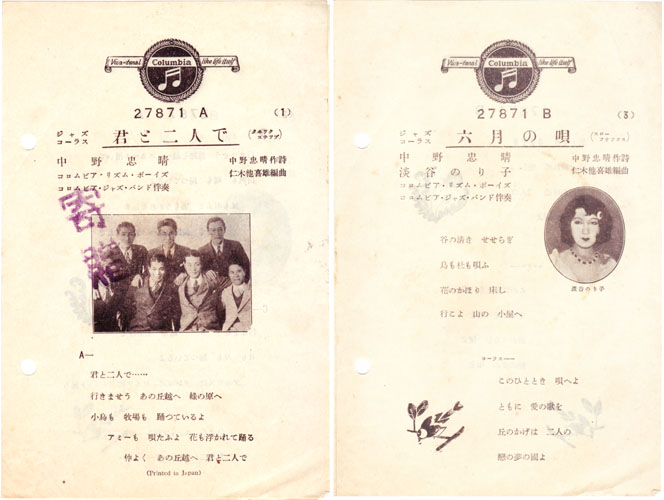 Viva-tonal Columbia like life itself
27871 A
(1)
ジャズ
コーラス
君と二人で
中野忠晴
コロムビア・リズム・ボーイズ
コロムビア・ジャズ・バンド伴奏
中野忠晴作詩
仁木他喜雄編曲
A—
君と二人で……
行きませう あの丘越へ 緑の原へ
小鳥も 牧場も 踊つているよ
アミーも 唄たふよ 花も浮かれて踊る
仲よく あの丘越へ 君と二人で
(Printed in Japan)
Viva-tonal Columbia like life itself
27871 B
(3)
ジャズ
コーラス
六月の唄
中野忠晴
淡谷のり子
コロムビア・リズム・ボーイズ
コロムビア・ジャズ・バンド伴奏
中野忠晴作詩
仁木他喜雄編曲
淡谷のり子
谷の清き せせらぎ
鳥も杜も唄ふ
花のかほり 床し
行こよ 山の 小屋へ
コーラス——
このひととき 唄へよ
ともに 愛の歌を
丘のかげは 二人の
戀の夢の國よ